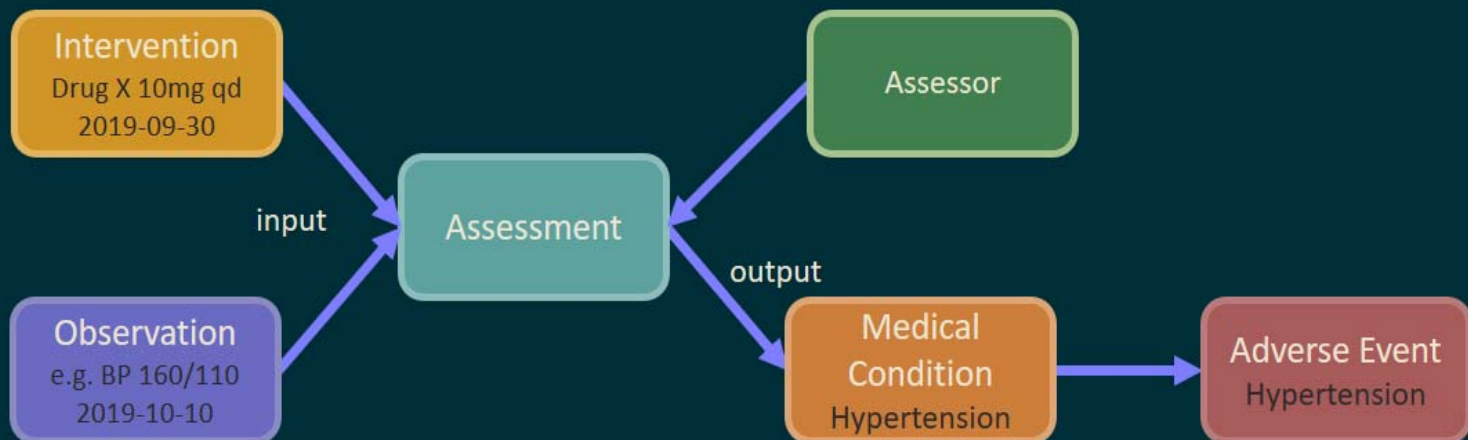 Intervention
Drug X 10mg qd
2019-09-30
Assessor
Assessment
input
output
Observation
e.g. BP 160/110
2019-10-10
Medical
Condition
Hypertension
Adverse Event
Hypertension